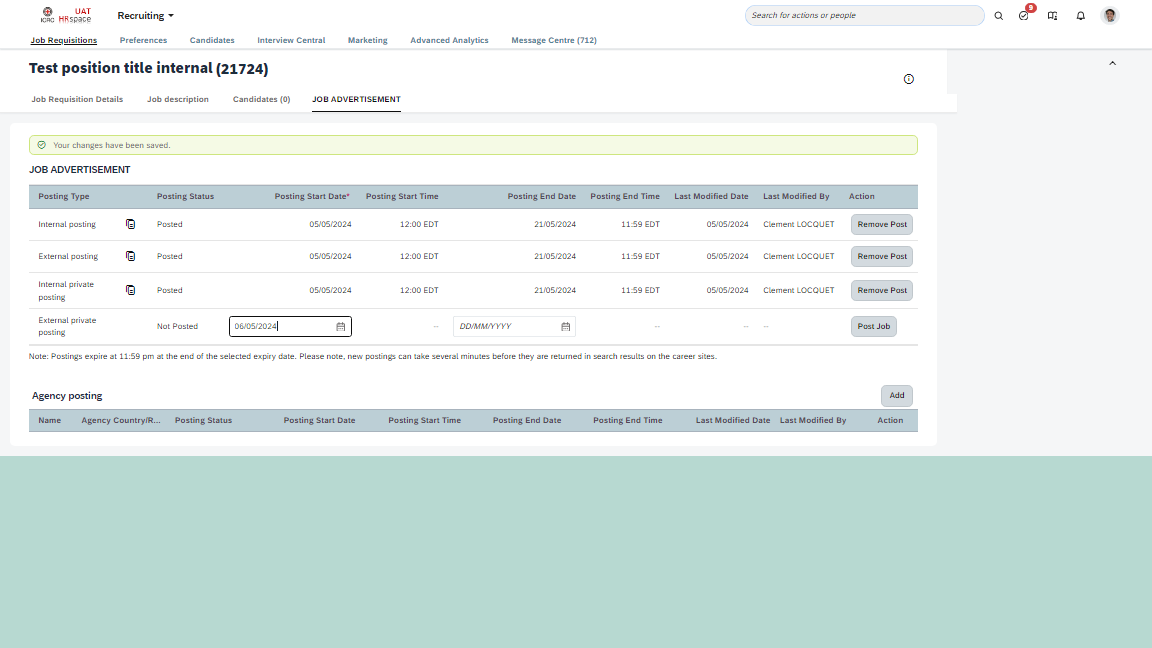 ICRC UAT HRspace Recruiting Search for actions or people 9
Job Requisitions Preferences Candidates Interview Central Marketing Advanced Analytics Message Centre (712)
Test position title internal (21724)
Job Requisition Details Job description Candidates (0) JOB ADVERTISEMENT
Your changes have been saved.
JOB ADVERTISEMENT
Posting Type Posting Status Posting Start Date* Posting Start Time Posting End Date Posting End Time Last Modified Date Last Modified By Action
Internal posting Posted 05/05/2024 12:00 EDT 21/05/2024 11:59 EDT 05/05/2024 Clement LOCQUET Remove Post
External posting Posted 05/05/2024 12:00 EDT 21/05/2024 11:59 EDT 05/05/2024 Clement LOCQUET Remove Post
Internal private posting Posted 05/05/2024 12:00 EDT 21/05/2024 11:59 EDT 05/05/2024 Clement LOCQUET Remove Post
External private posting Not Posted 06/05/2024 -- DD/MM/YYYY -- -- -- Post Job
Note: Postings expire at 11:59 pm at the end of the selected expiry date. Please note, new postings can take several minutes before they are returned in search results on the career sites.
Agency posting Add
Name Agency Country/R... Posting Status Posting Start Date Posting Start Time Posting End Date Posting End Time Last Modified Date Last Modified By Action